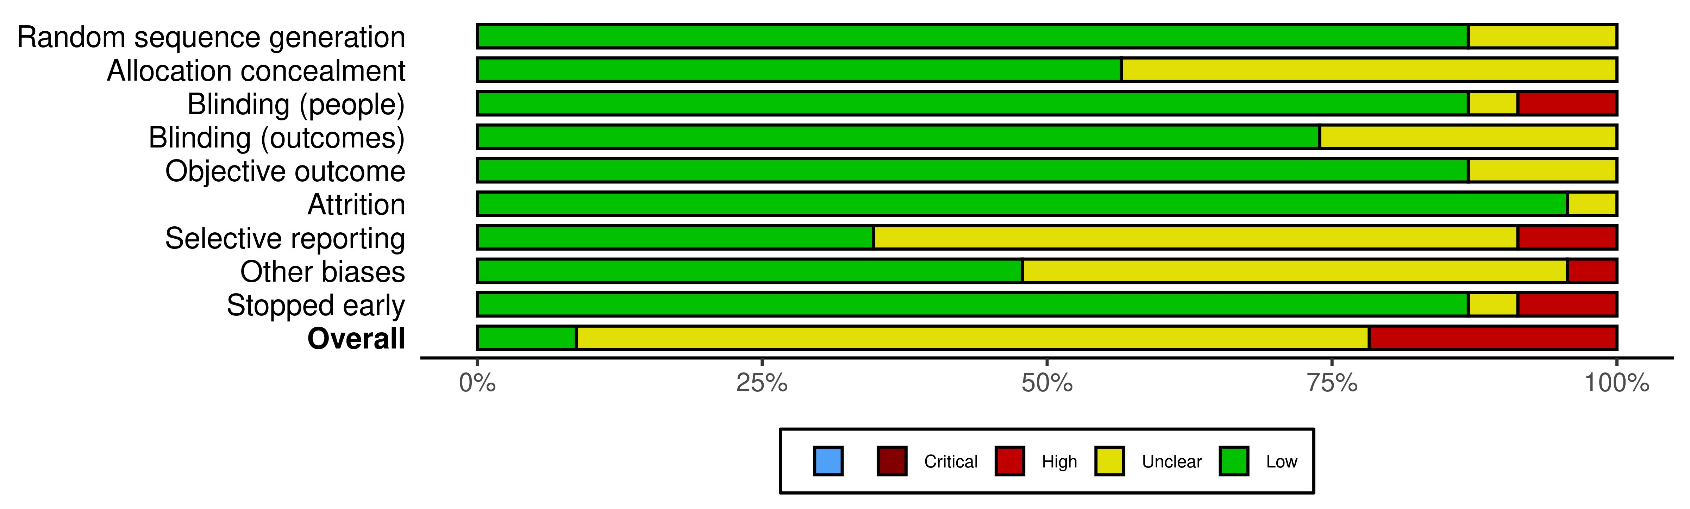 Random sequence generation
Allocation concealment
Blinding (people)
Blinding (outcomes)
Objective outcome
Attrition
Selective reporting
Other biases
Stopped early
Overall
0% 25% 50% 75% 100%
Critical High Unclear Low